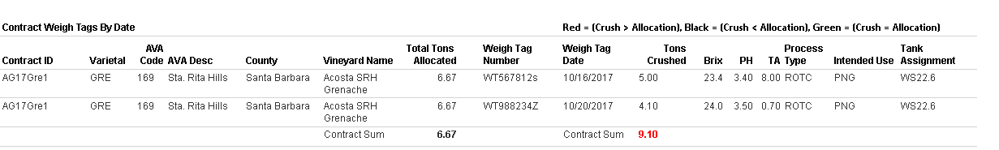 Contract Weigh Tags By Date Red = (Crush > Allocation), Black = (Crush < Allocation), Green = (Crush = Allocation)
AVA Total Tons Weigh Tag Weigh Tag Tons Process Tank
Contract ID Varietal Code AVA Desc County Vineyard Name Allocated Number Date Crushed Brix PH TA Type Intended Use Assignment
AG17Gre1 GRE 169 Sta. Rita Hills Santa Barbara Acosta SRH 6.67 WT567812s 10/16/2017 5.00 23.4 3.40 8.00 ROTC PNG WS22.6
Grenache
AG17Gre1 GRE 169 Sta. Rita Hills Santa Barbara Acosta SRH 6.67 WT988234Z 10/20/2017 4.10 24.0 3.50 0.70 ROTC PNG WS22.6
Grenache
Contract Sum 6.67 Contract Sum 9.10